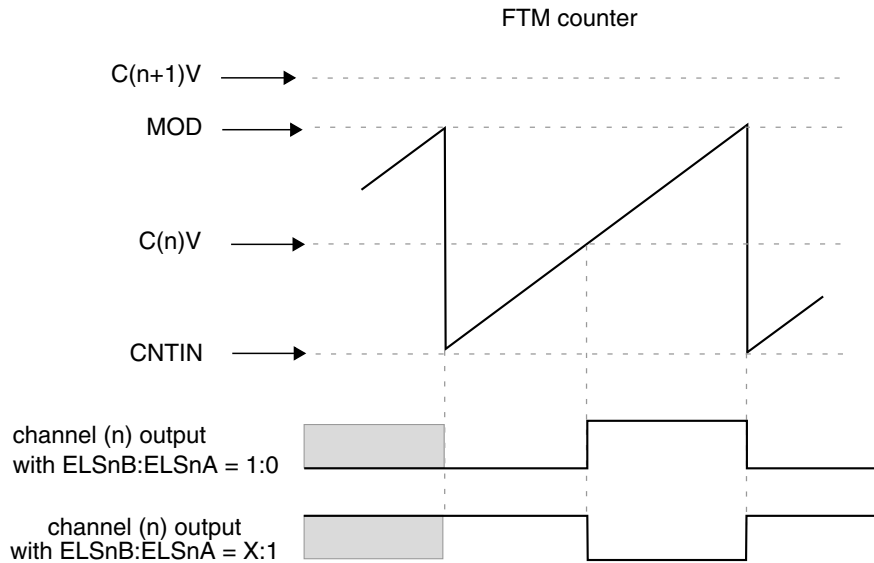 FTM counter
C(n+1)V
MOD
C(n)V
CNTIN
channel (n) output
with ELSnB:ELSnA = 1:0
channel (n) output
with ELSnB:ELSnA = X:1